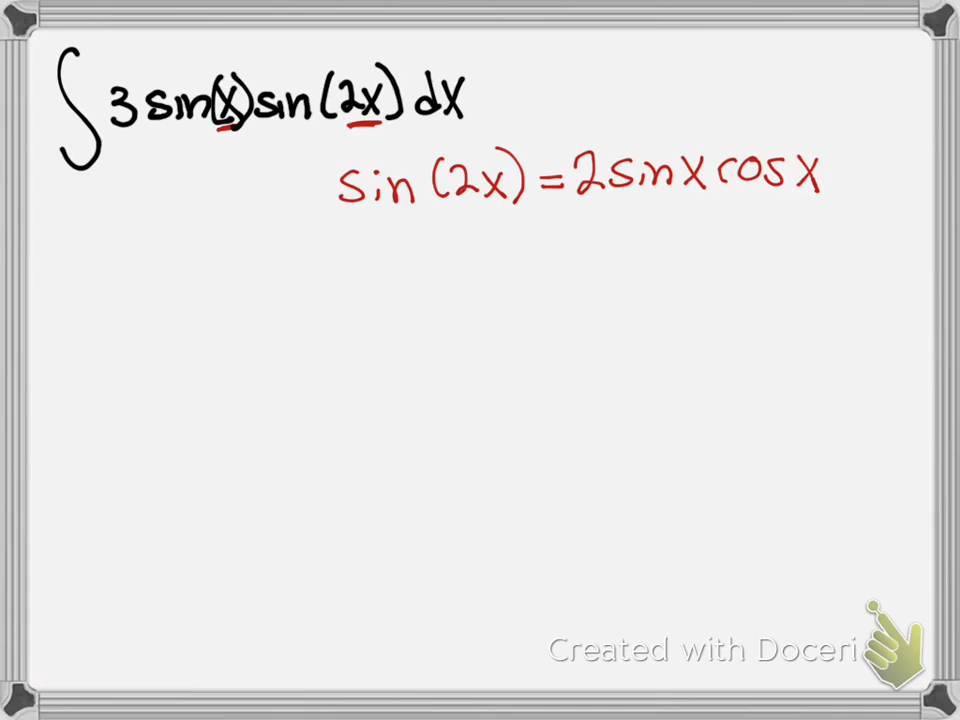 ∫ 3 sin(x) sin(2x) dx
sin(2x) = 2 sin x cos x
Created with Doceri